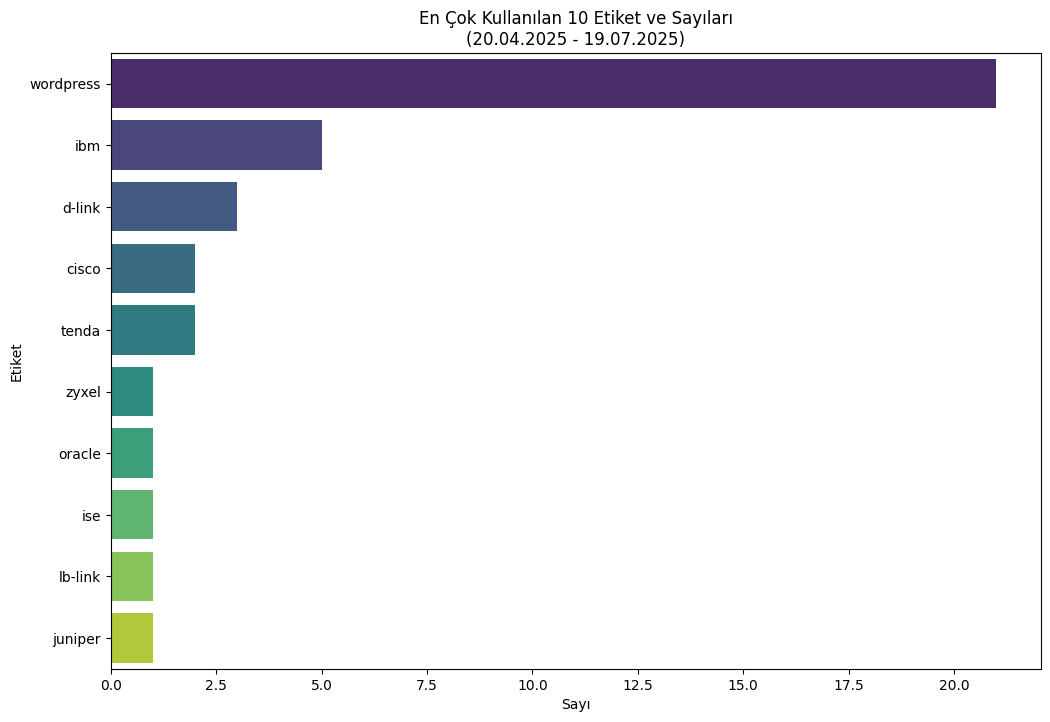 En Çok Kullanılan 10 Etiket ve Sayıları
(20.04.2025 - 19.07.2025)
Etiket
wordpress
ibm
d-link
cisco
tenda
zyxel
oracle
ise
lb-link
juniper
0.0 2.5 5.0 7.5 10.0 12.5 15.0 17.5 20.0
Sayı